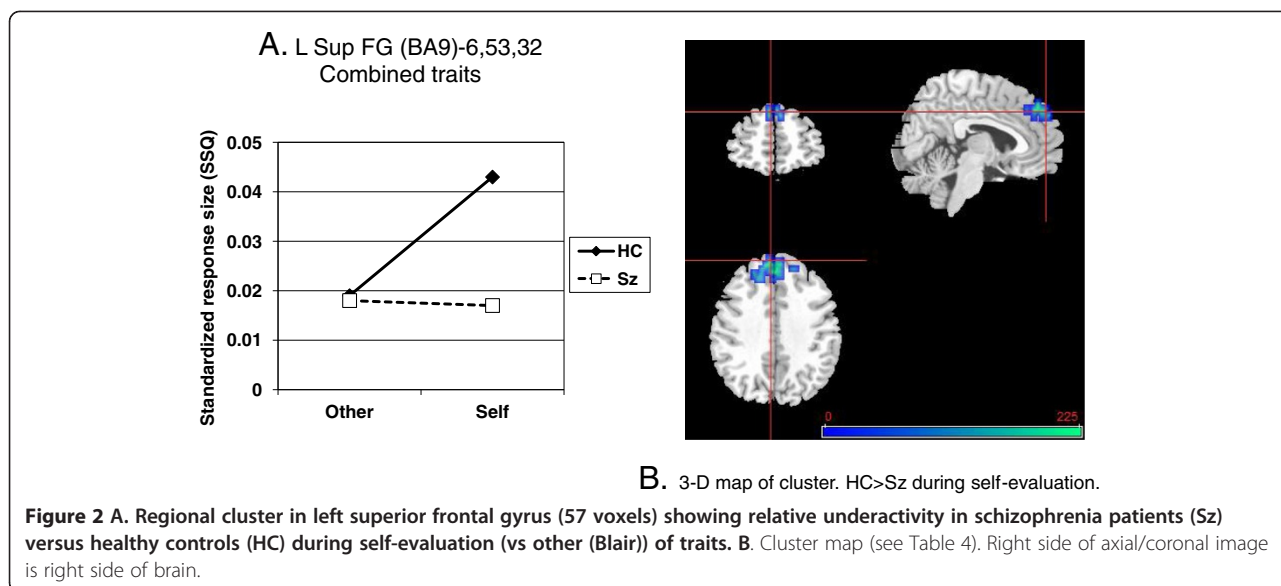 A. L Sup FG (BA9)-6,53,32
Combined traits
Standardized response size (SSQ)
0.05
0.04
0.03
0.02
0.01
0
Other Self
HC
Sz
0 225
B. 3-D map of cluster. HC>Sz during self-evaluation.
Figure 2 A. Regional cluster in left superior frontal gyrus (57 voxels) showing relative underactivity in schizophrenia patients (Sz)
versus healthy controls (HC) during self-evaluation (vs other (Blair)) of traits. B. Cluster map (see Table 4). Right side of axial/coronal image
is right side of brain.